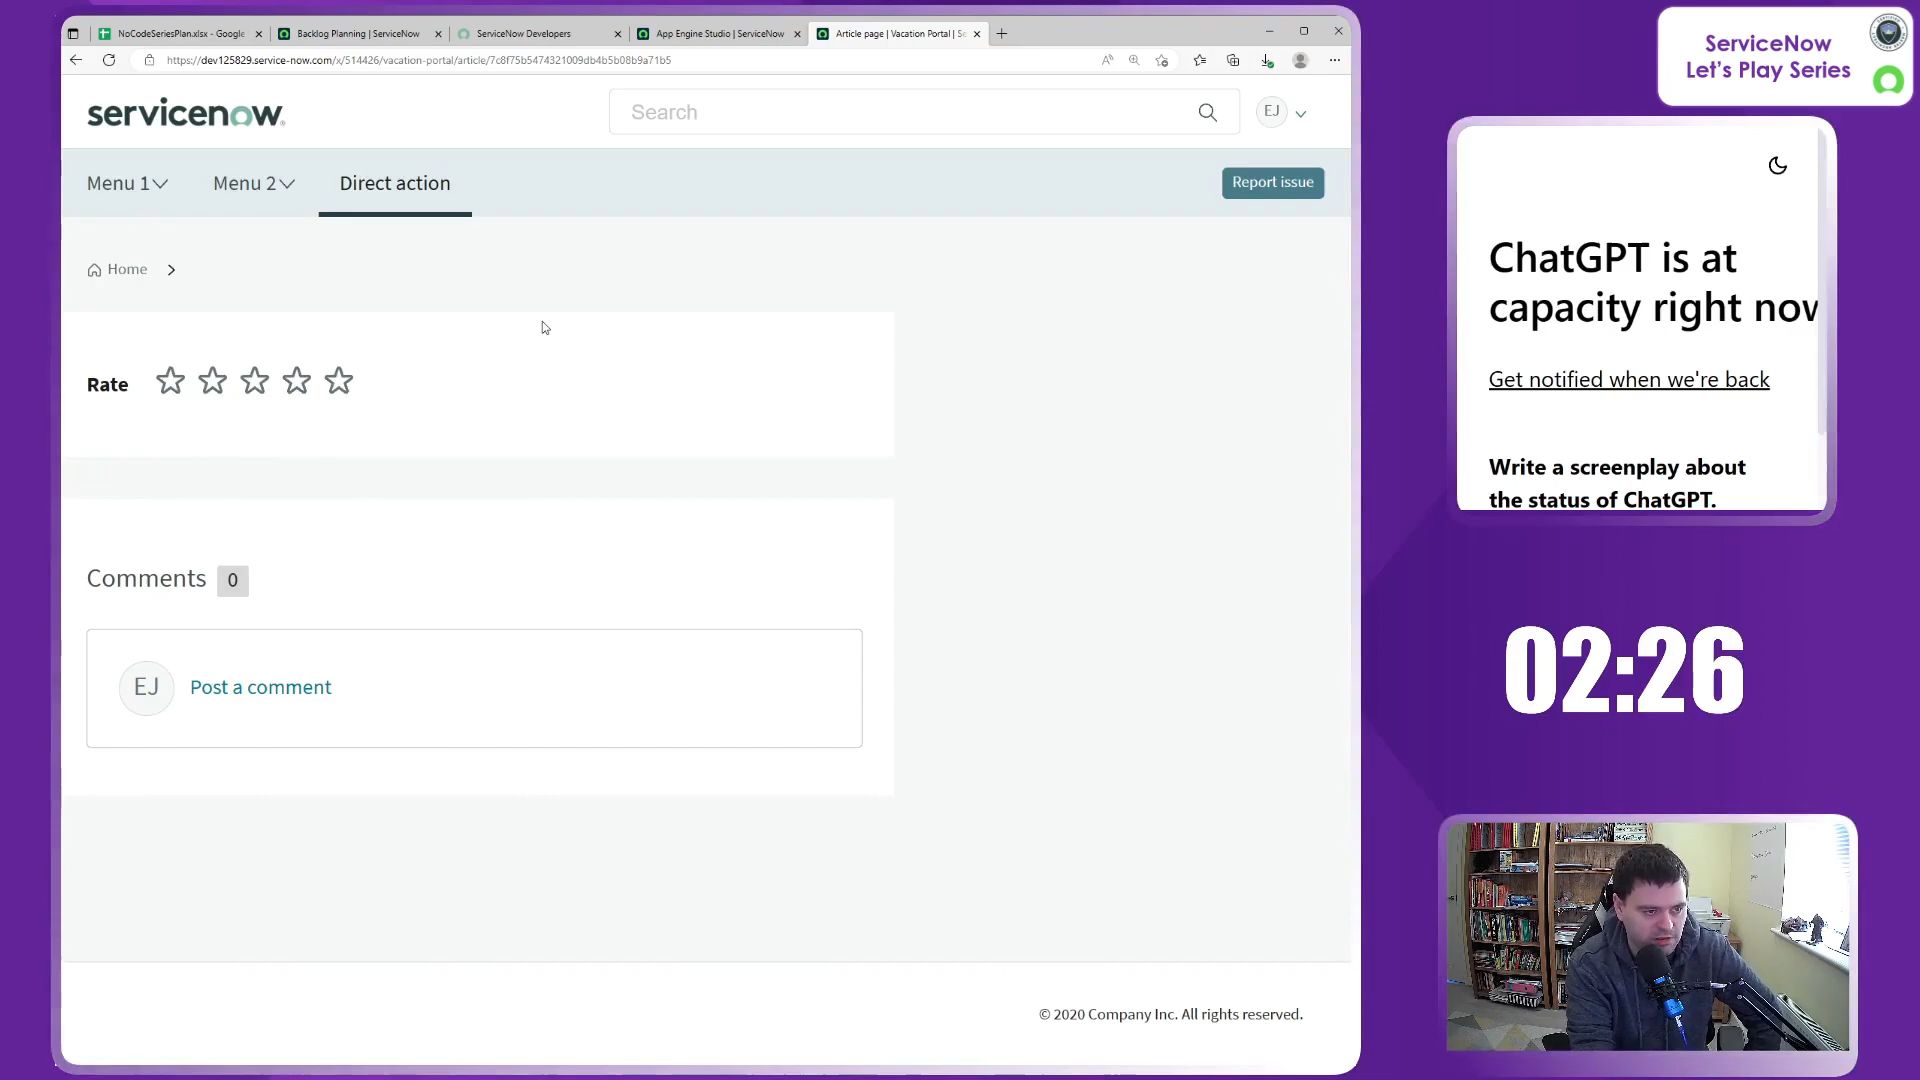 NoCodeSeriesPlan.xlsx - Google
Backlog Planning | ServiceNow
ServiceNow Developers
App Engine Studio | ServiceNow
Article page | Vacation Portal | S
https://dev125829.service-now.com/x/514426/vacation-portal/article/7c8f75b5474321009db4b5b08b9a71b5
servicenow
Search
EJ
Menu 1
Menu 2
Direct action
Report issue
Home
Rate
Comments 0
EJ
Post a comment
© 2020 Company Inc. All rights reserved.
ServiceNow
Let's Play Series
ChatGPT is at
capacity right now
Get notified when we're back
Write a screenplay about
the status of ChatGPT.
02:26